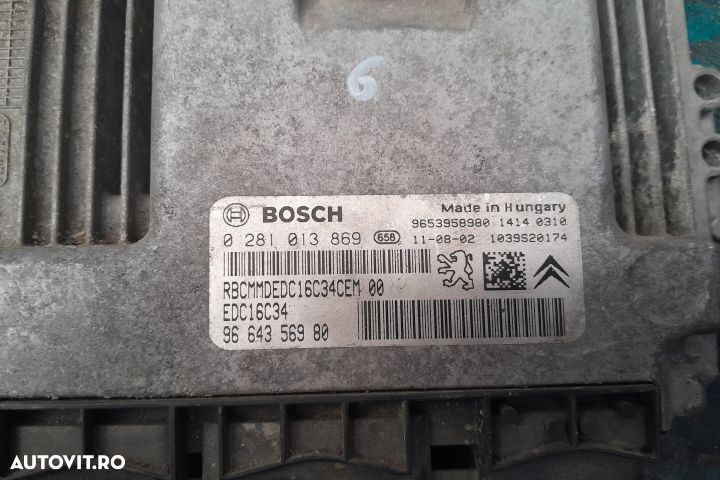 G
BOSCH
Made in Hungary
9653958980 1414 0310
0 281 013 869 658 11-08-02 1039S20174
RBCMMDEDC16C34CEM 00
EDC16C34
96 643 569 80
AUTOVIT.RO